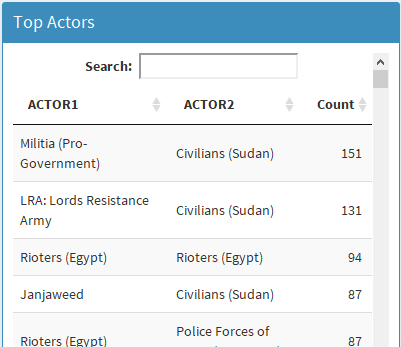 Top Actors
Search:
ACTOR1 ACTOR2 Count
Militia (Pro-
Government) Civilians (Sudan) 151
LRA: Lords Resistance
Army Civilians (Sudan) 131
Rioters (Egypt) Rioters (Egypt) 94
Janjaweed Civilians (Sudan) 87
Rioters (Egypt) Police Forces of 87